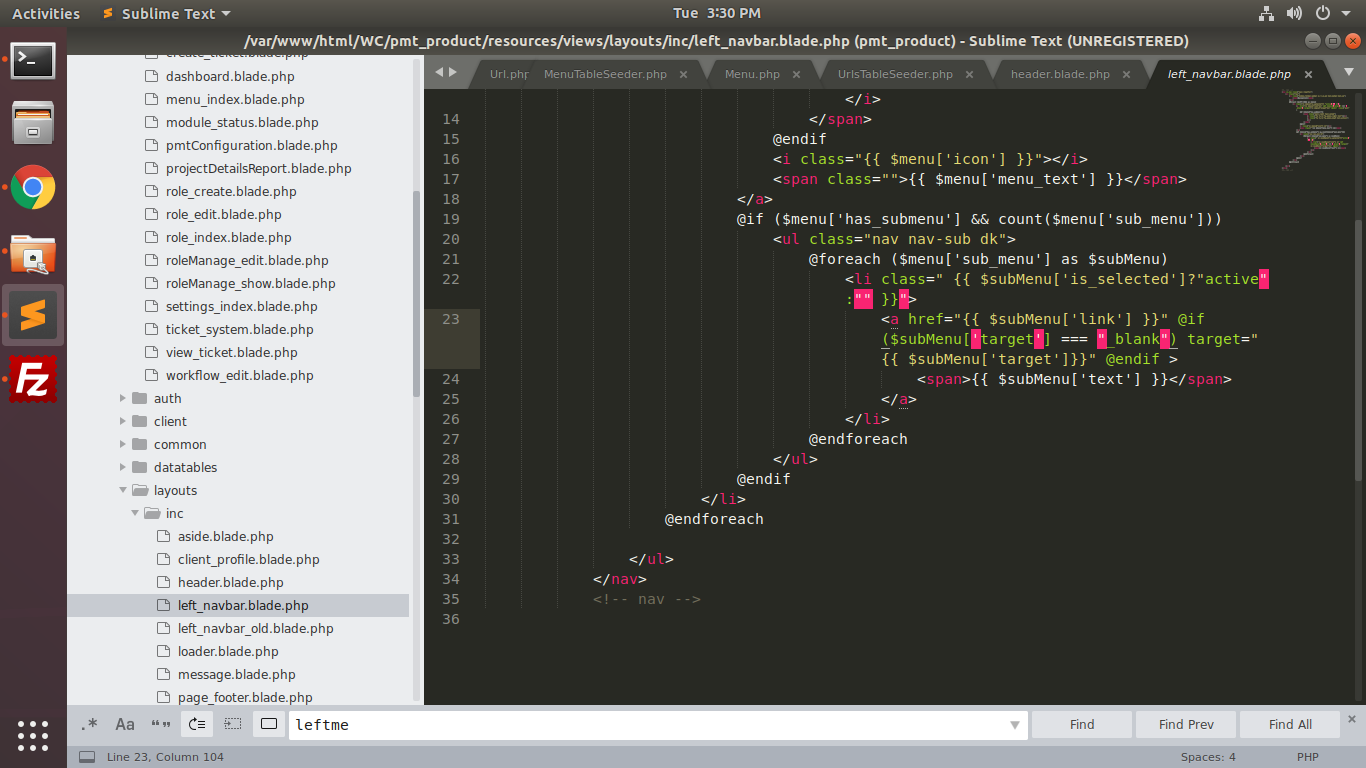 Activities
Sublime Text
Tue 3:30 PM
/var/www/html/WC/pmt_product/resources/views/layouts/inc/left_navbar.blade.php (pmt_product) - Sublime Text (UNREGISTERED)
create_ticket.blade.php
dashboard.blade.php
menu_index.blade.php
module_status.blade.php
pmtConfiguration.blade.php
projectDetailsReport.blade.php
role_create.blade.php
role_edit.blade.php
role_index.blade.php
roleManage_edit.blade.php
roleManage_show.blade.php
settings_index.blade.php
ticket_system.blade.php
view_ticket.blade.php
workflow_edit.blade.php
auth
client
common
datatables
layouts
inc
aside.blade.php
client_profile.blade.php
header.blade.php
left_navbar.blade.php
left_navbar_old.blade.php
loader.blade.php
message.blade.php
page_footer.blade.php
Url.php
MenuTableSeeder.php ×
Menu.php ×
UrlsTableSeeder.php ×
header.blade.php ×
left_navbar.blade.php ×
</i>
14 </span>
15 @endif
16 <i class="{{ $menu['icon'] }}"></i>
17 <span class="">{{ $menu['menu_text'] }}</span>
18 </a>
19 @if ($menu['has_submenu'] && count($menu['sub_menu']))
20 <ul class="nav nav-sub dk">
21 @foreach ($menu['sub_menu'] as $subMenu)
22 <li class=" {{ $subMenu['is_selected']?"active"
:"" }}">
23 <a href="{{ $subMenu['link'] }}" @if
($subMenu['target'] === "_blank") target="
{{ $subMenu['target']}}" @endif >
24 <span>{{ $subMenu['text'] }}</span>
25 </a>
26 </li>
27 @endforeach
28 </ul>
29 @endif
30 </li>
31 @endforeach
32
33 </ul>
34 </nav>
35 <!-- nav -->
36
.* Aa “”
leftme
Find
Find Prev
Find All
×
Line 23, Column 104
Spaces: 4
PHP
Fz